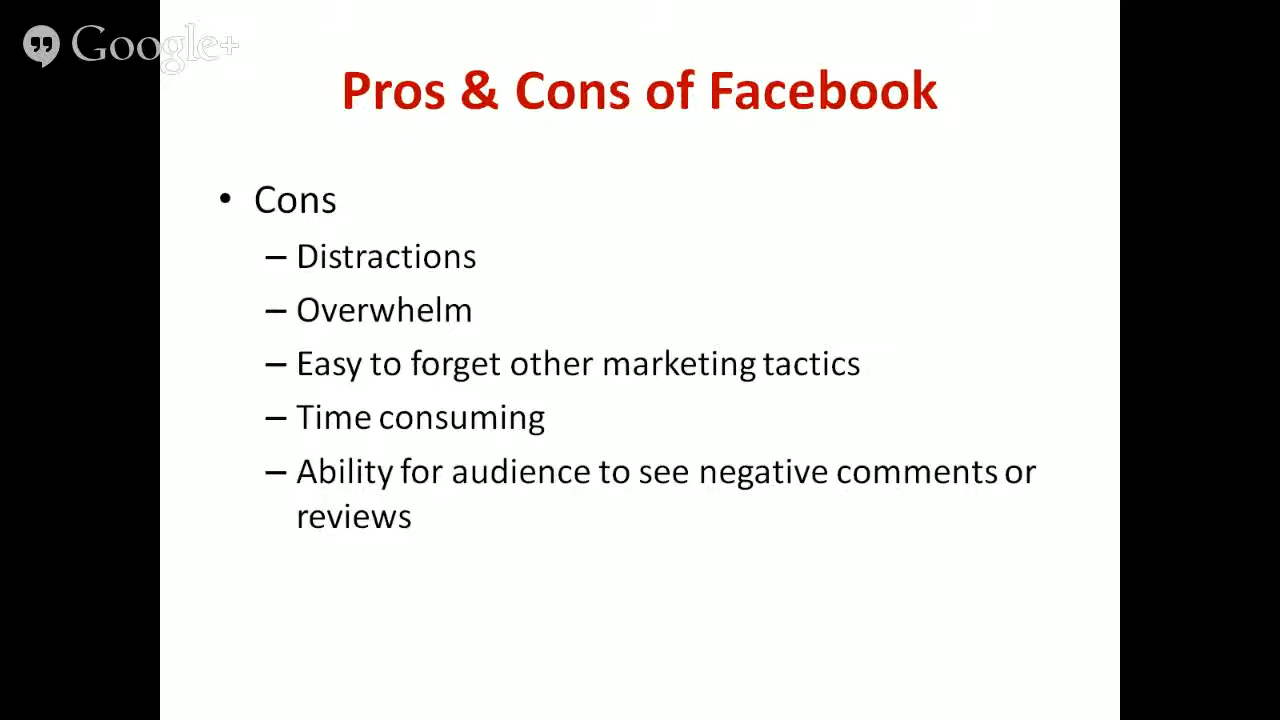 Google+
Pros & Cons of Facebook
• Cons
– Distractions
– Overwhelm
– Easy to forget other marketing tactics
– Time consuming
– Ability for audience to see negative comments or
reviews